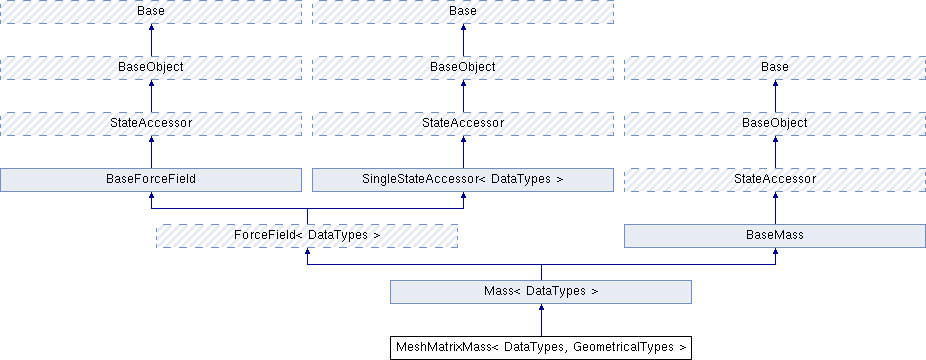 Base
Base
BaseObject
BaseObject
Base
StateAccessor
StateAccessor
BaseObject
BaseForceField
SingleStateAccessor< DataTypes >
StateAccessor
ForceField< DataTypes >
BaseMass
Mass< DataTypes >
MeshMatrixMass< DataTypes, GeometricalTypes >